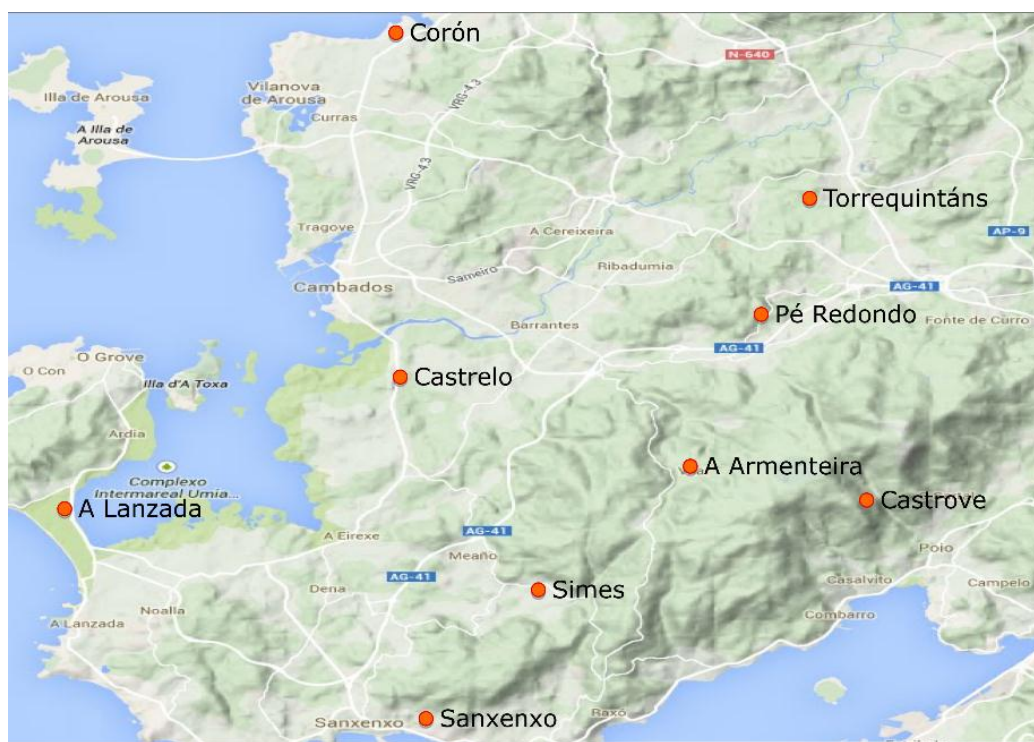 Corón
N-640
Illa de Arousa
Vilanova
de Arousa
VRG-4.3
Curras
A Illa de
Arousa
VRG-4.3
Torrequintáns
Tragove
A Cereixeira
AP-9
Sameiro
Ribadumia
Cambados
AG-41
Pé Redondo
Barrantes
Fonte de Curro
AG-41
O Grove
O Con
Illa d'A Toxa
Castrelo
Ardia
A Armenteira
Complexo
Intermareal Umia...
Castrove
A Lanzada
A Eirexe
AG-41
Meaño
Poio
AG-41
Dena
Simes
Casalvito
Campelo
Noalla
A Lanzada
Combarro
Sanxenxo
Sanxenxo
Raxó